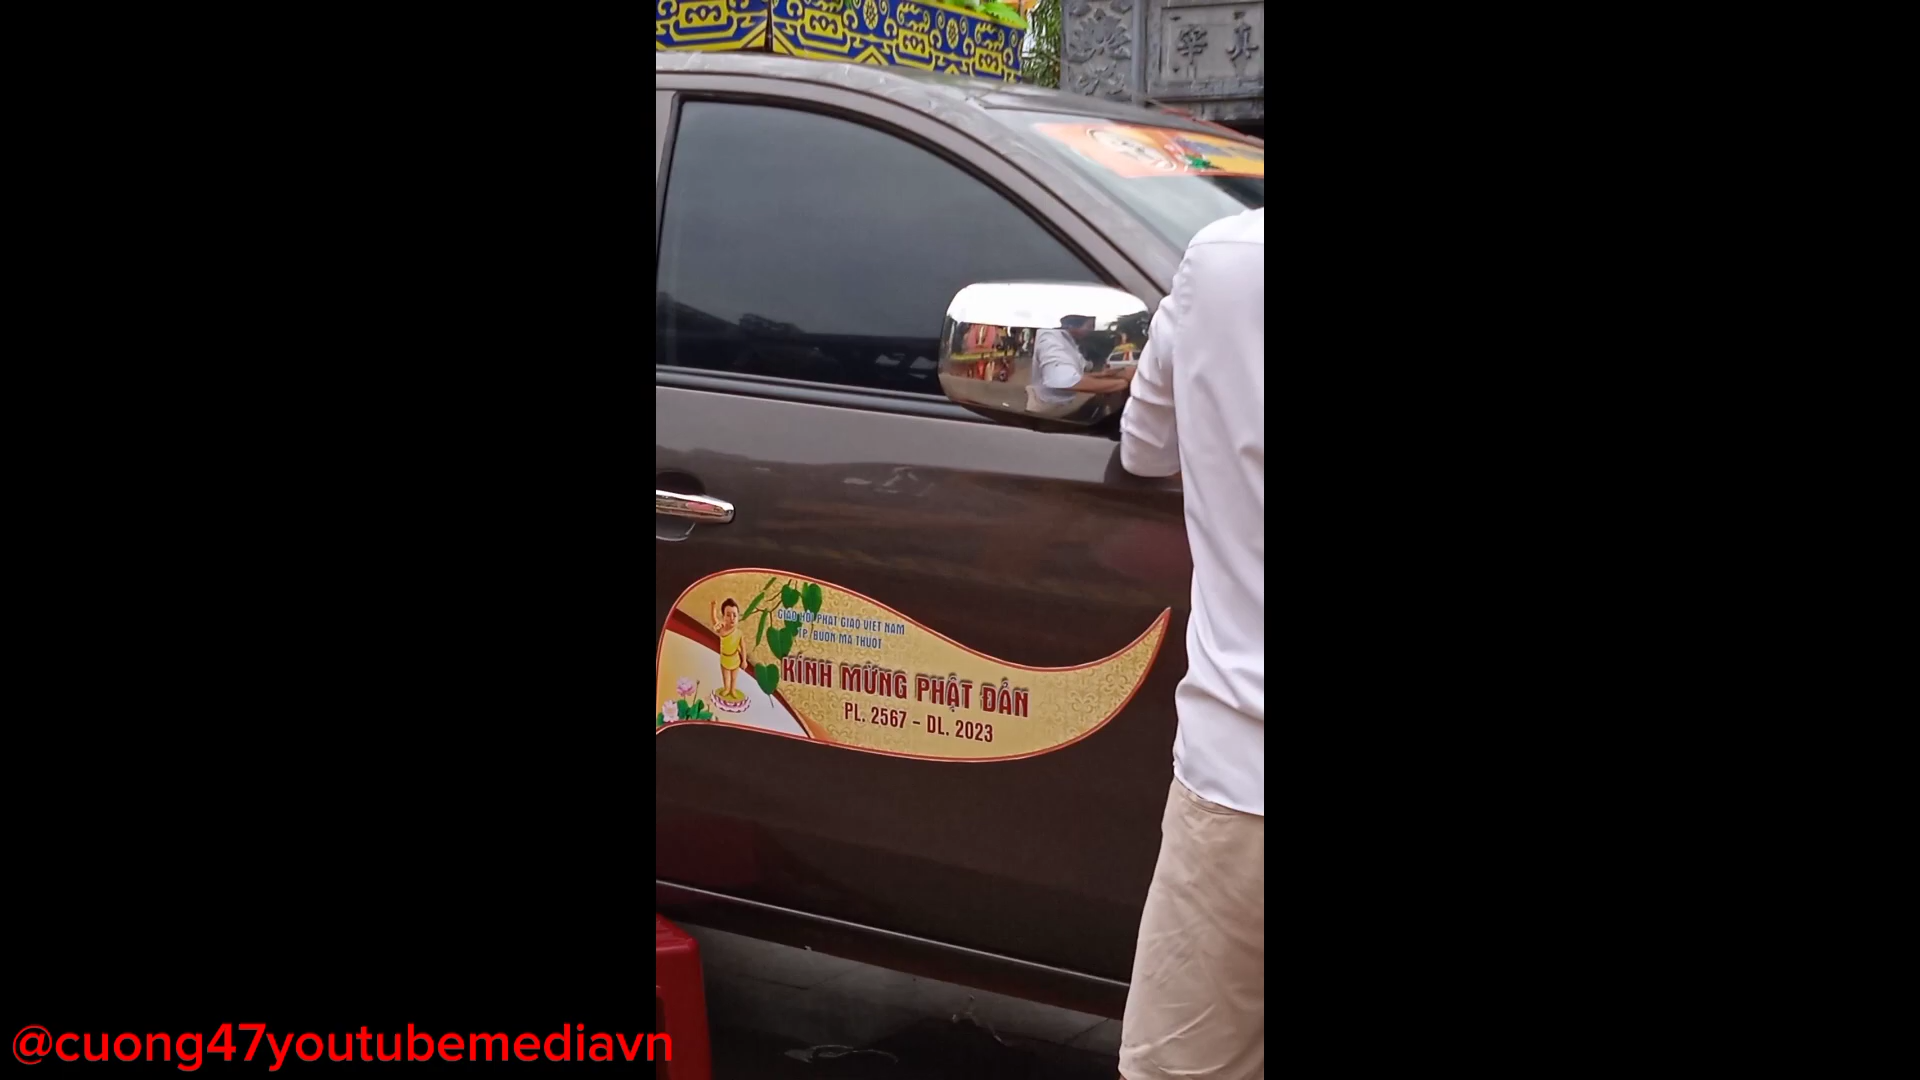 GIÁO HỘI PHẬT GIÁO VIỆT NAM
TP. BUÔN MA THUỘT
KÍNH MỪNG PHẬT ĐẢN
PL. 2567 - DL. 2023
@cuong47youtubemediavn